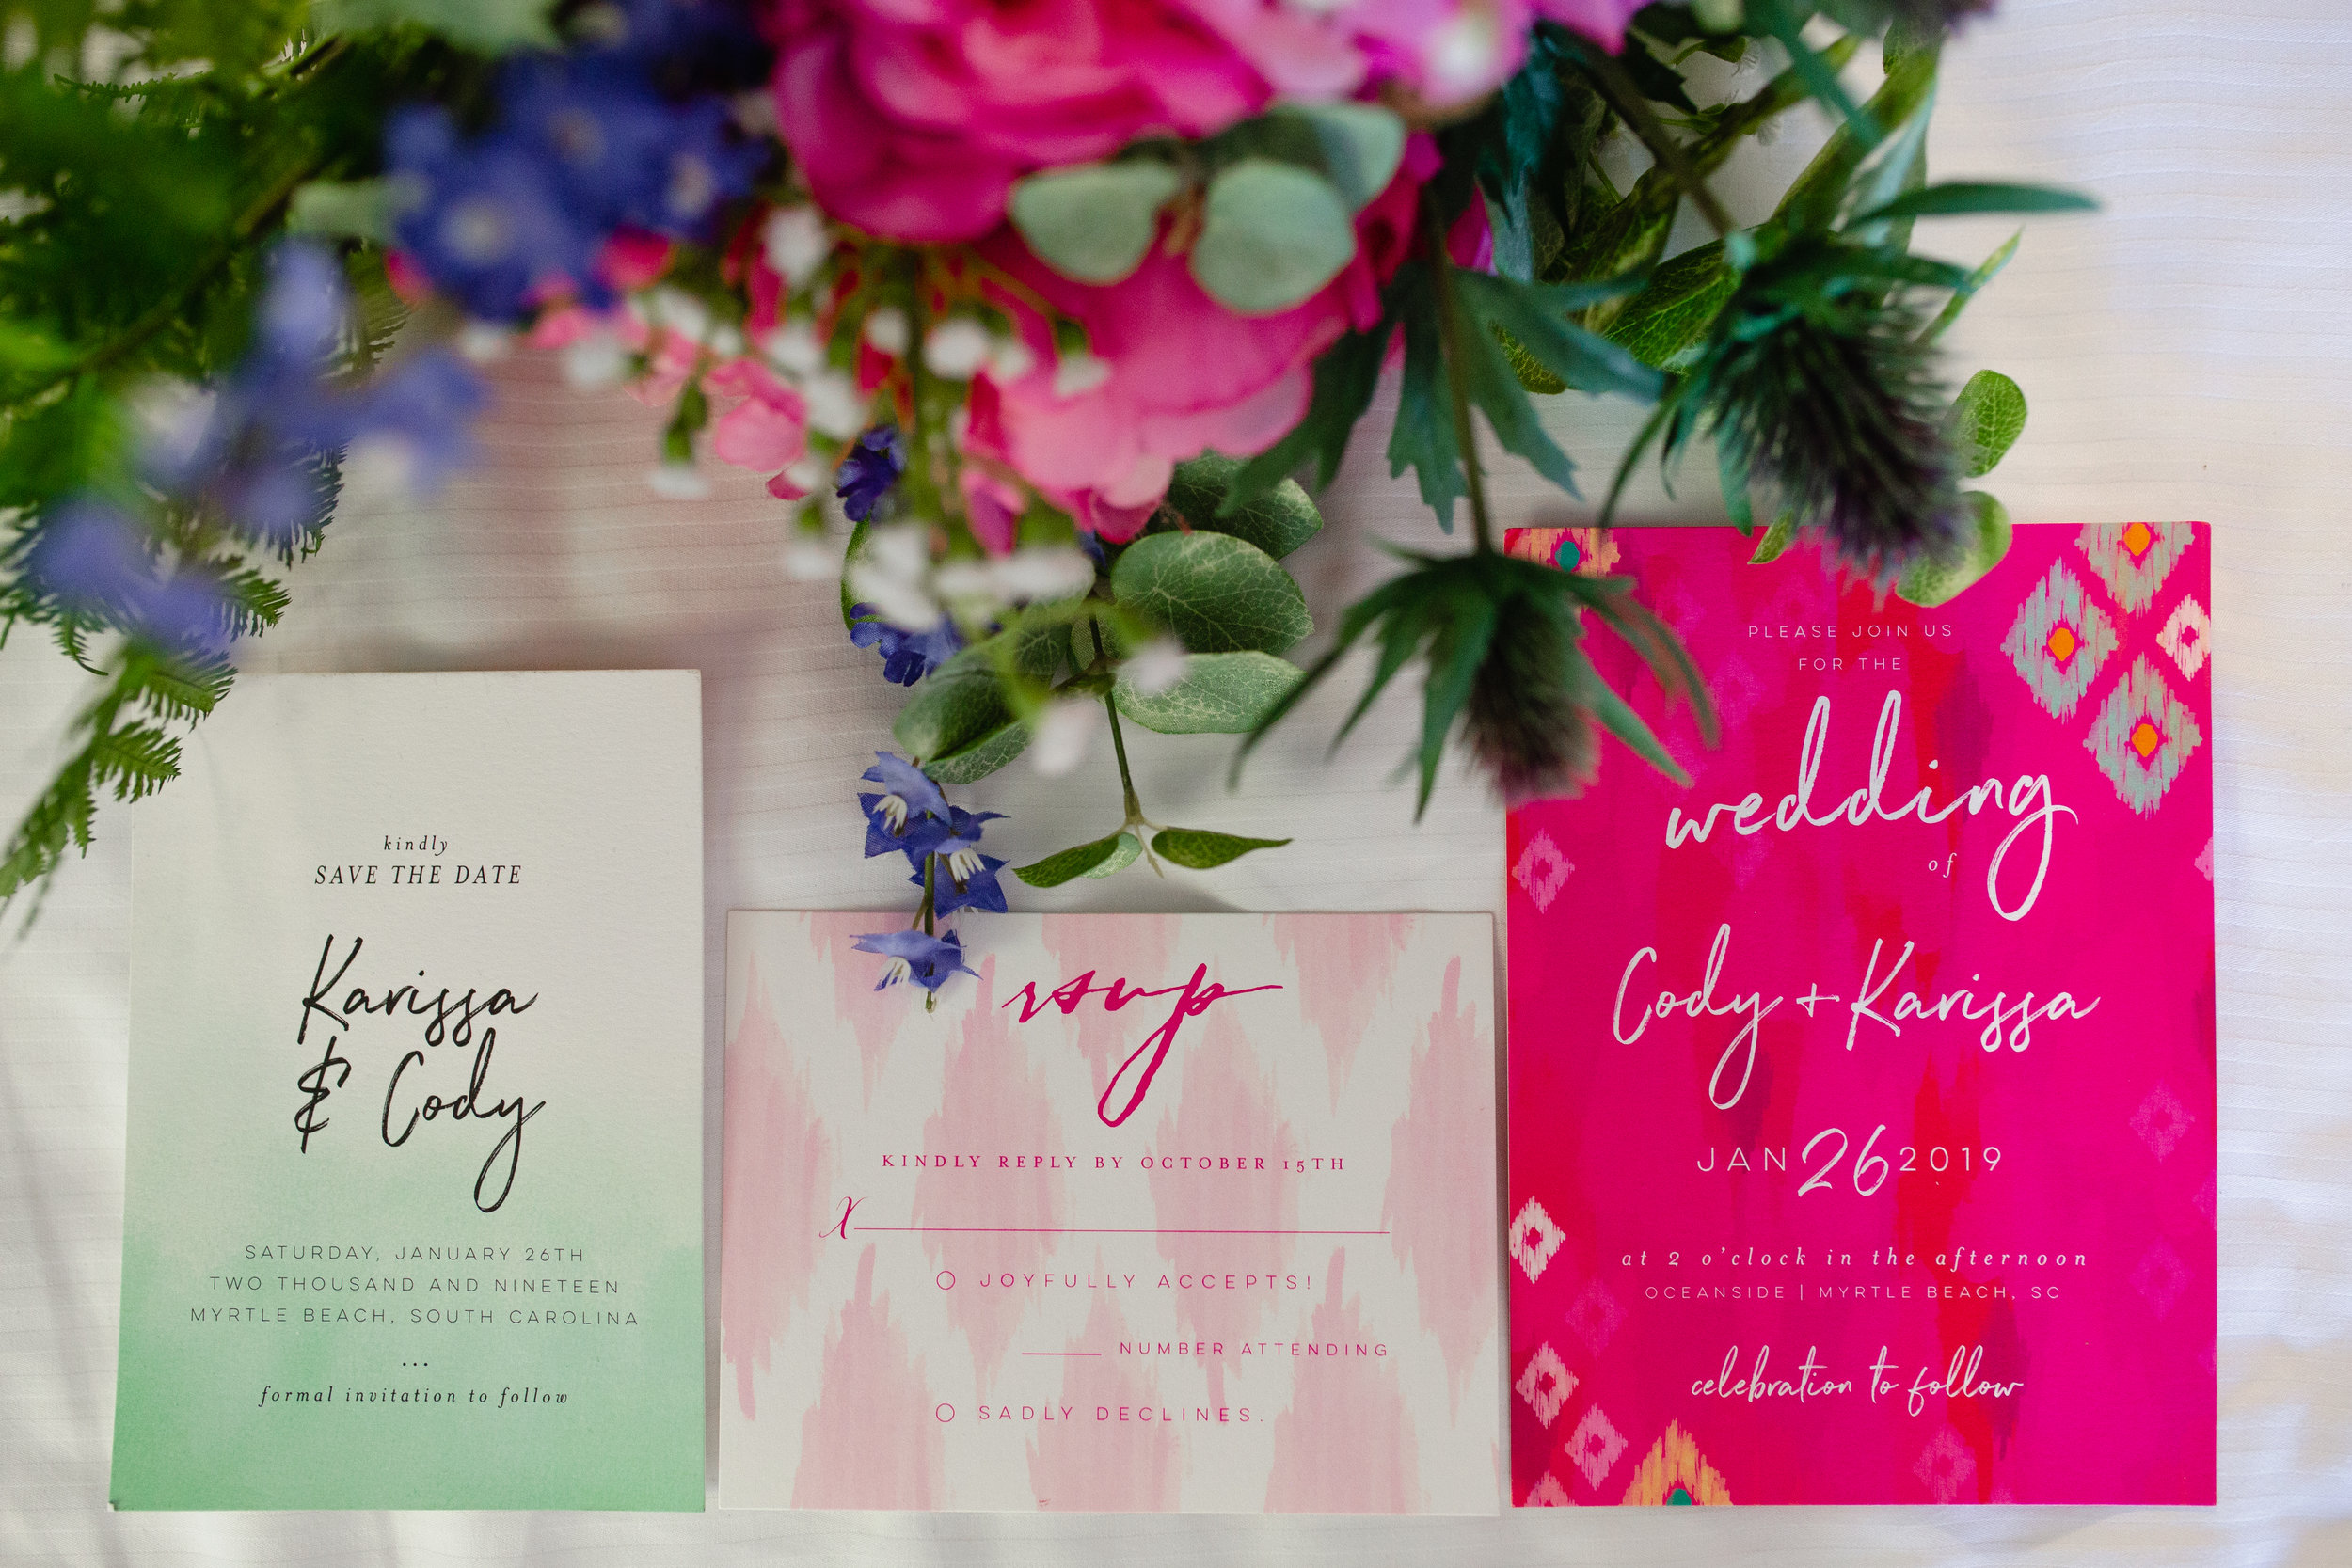 kindly
SAVE THE DATE
Karissa
& Cody
SATURDAY, JANUARY 26TH
TWO THOUSAND AND NINETEEN
MYRTLE BEACH, SOUTH CAROLINA
...
formal invitation to follow
rsvp
KINDLY REPLY BY OCTOBER 15TH
X
JOYFULLY ACCEPTS!
NUMBER ATTENDING
SADLY DECLINES.
PLEASE JOIN US
FOR THE
wedding
of
Cody + Karissa
JAN 26 2019
at 2 o'clock in the afternoon
OCEANSIDE | MYRTLE BEACH, SC
celebration to follow